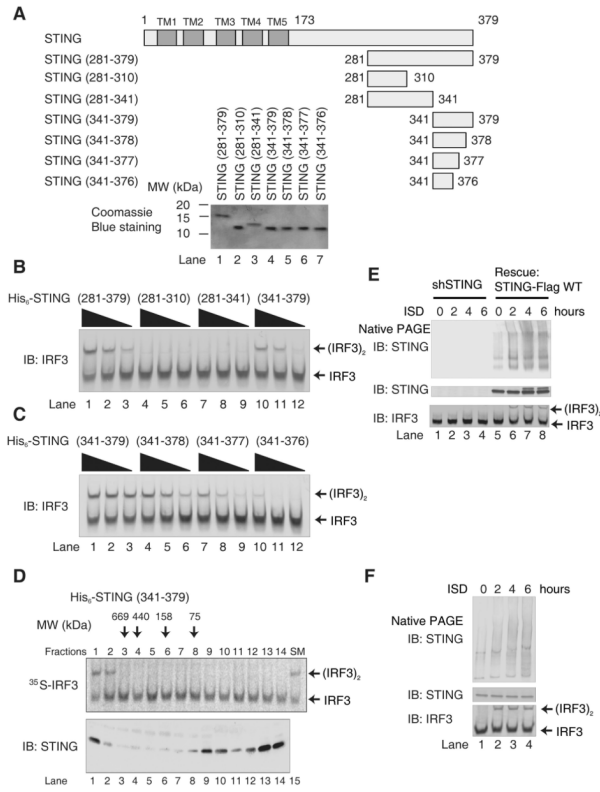 A
1 TM1 TM2 TM3 TM4 TM5 173 379
STING
STING (281-379) 281 379
STING (281-310) 281 310
STING (281-341) 281 341
STING (341-379) 341 379
STING (341-378) 341 378
STING (341-377) 341 377
STING (341-376) 341 376
STING (281-379)
STING (281-310)
STING (281-341)
STING (341-379)
STING (341-378)
STING (341-377)
STING (341-376)
MW (kDa)
20
15
10
Coomassie
Blue staining
Lane 1 2 3 4 5 6 7
B
His6-STING (281-379) (281-310) (281-341) (341-379)
IB: IRF3
(IRF3)2
IRF3
Lane 1 2 3 4 5 6 7 8 9 10 11 12
C
His6-STING (341-379) (341-378) (341-377) (341-376)
IB: IRF3
(IRF3)2
IRF3
Lane 1 2 3 4 5 6 7 8 9 10 11 12
D
His6-STING (341-379)
MW (kDa) 669 440 158 75
Fractions 1 2 3 4 5 6 7 8 9 10 11 12 13 14 SM
35S-IRF3
(IRF3)2
IRF3
IB: STING
Lane 1 2 3 4 5 6 7 8 9 10 11 12 13 14 15
E
shSTING
Rescue:
STING-Flag WT
ISD 0 2 4 6 0 2 4 6 hours
Native PAGE
IB: STING
IB: STING
IB: IRF3
(IRF3)2
IRF3
Lane 1 2 3 4 5 6 7 8
F
ISD 0 2 4 6 hours
Native PAGE
IB: STING
IB: STING
IB: IRF3
(IRF3)2
IRF3
Lane 1 2 3 4